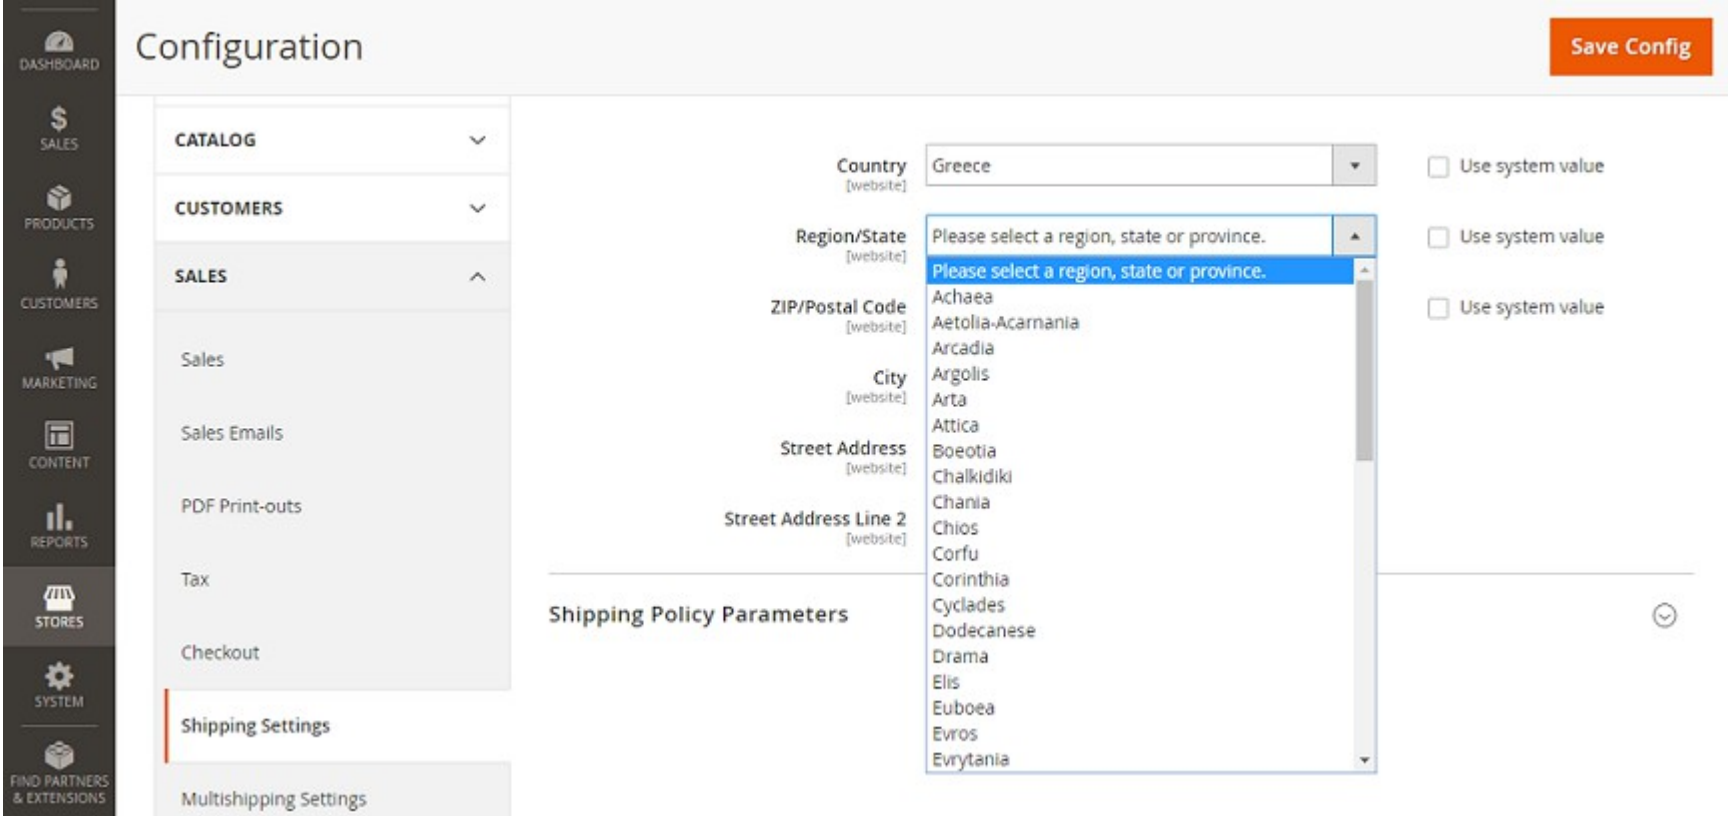 DASHBOARD
SALES
PRODUCTS
CUSTOMERS
MARKETING
CONTENT
REPORTS
STORES
SYSTEM
FIND PARTNERS
& EXTENSIONS
Configuration
Save Config
CATALOG
CUSTOMERS
SALES
Sales
Sales Emails
PDF Print-outs
Tax
Checkout
Shipping Settings
Multishipping Settings
Country
[website]
Greece
Use system value
Region/State
[website]
Please select a region, state or province.
Use system value
Please select a region, state or province.
Achaea
Aetolia-Acarnania
Arcadia
Argolis
Arta
Attica
Boeotia
Chalkidiki
Chania
Chios
Corfu
Corinthia
Cyclades
Dodecanese
Drama
Elis
Euboea
Evros
Evrytania
ZIP/Postal Code
[website]
Use system value
City
[website]
Street Address
[website]
Street Address Line 2
[website]
Shipping Policy Parameters